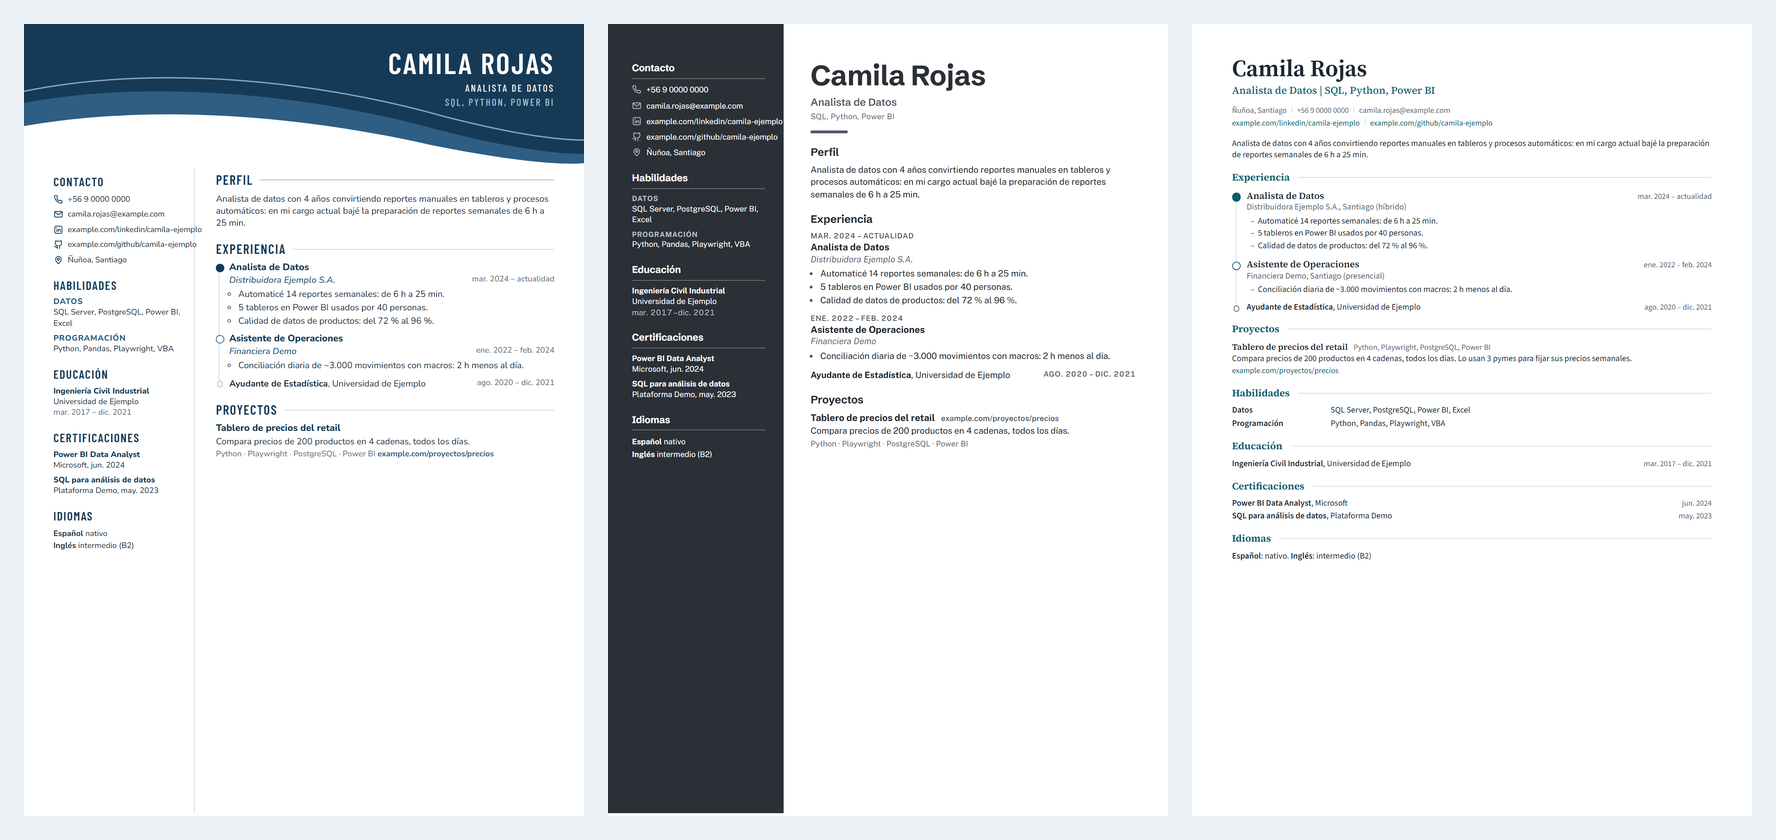 CAMILA ROJAS
ANALISTA DE DATOS
SQL, PYTHON, POWER BI
CONTACTO
+56 9 0000 0000
camila.rojas@example.com
example.com/linkedin/camila-ejemplo
example.com/github/camila-ejemplo
Ñuñoa, Santiago
HABILIDADES
DATOS
SQL Server, PostgreSQL, Power BI,
Excel
PROGRAMACIÓN
Python, Pandas, Playwright, VBA
EDUCACIÓN
Ingeniería Civil Industrial
Universidad de Ejemplo
mar. 2017 – dic. 2021
CERTIFICACIONES
Power BI Data Analyst
Microsoft, jun. 2024
SQL para análisis de datos
Plataforma Demo, may. 2023
IDIOMAS
Español nativo
Inglés intermedio (B2)
PERFIL
Analista de datos con 4 años convirtiendo reportes manuales en tableros y procesos
automáticos: en mi cargo actual bajé la preparación de reportes semanales de 6 h a
25 min.
EXPERIENCIA
Analista de Datos
Distribuidora Ejemplo S.A. mar. 2024 – actualidad
Automaticé 14 reportes semanales: de 6 h a 25 min.
5 tableros en Power BI usados por 40 personas.
Calidad de datos de productos: del 72 % al 96 %.
Asistente de Operaciones
Financiera Demo ene. 2022 – feb. 2024
Conciliación diaria de ~3.000 movimientos con macros: 2 h menos al día.
Ayudante de Estadística, Universidad de Ejemplo ago. 2020 – dic. 2021
PROYECTOS
Tablero de precios del retail
Compara precios de 200 productos en 4 cadenas, todos los días.
Python · Playwright · PostgreSQL · Power BI example.com/proyectos/precios
Contacto
+56 9 0000 0000
camila.rojas@example.com
example.com/linkedin/camila-ejemplo
example.com/github/camila-ejemplo
Ñuñoa, Santiago
Habilidades
DATOS
SQL Server, PostgreSQL, Power BI,
Excel
PROGRAMACIÓN
Python, Pandas, Playwright, VBA
Educación
Ingeniería Civil Industrial
Universidad de Ejemplo
mar. 2017 – dic. 2021
Certificaciones
Power BI Data Analyst
Microsoft, jun. 2024
SQL para análisis de datos
Plataforma Demo, may. 2023
Idiomas
Español nativo
Inglés intermedio (B2)
Camila Rojas
Analista de Datos
SQL, Python, Power BI
Perfil
Analista de datos con 4 años convirtiendo reportes manuales en tableros y
procesos automáticos: en mi cargo actual bajé la preparación de reportes
semanales de 6 h a 25 min.
Experiencia
MAR. 2024 – ACTUALIDAD
Analista de Datos
Distribuidora Ejemplo S.A.
• Automaticé 14 reportes semanales: de 6 h a 25 min.
• 5 tableros en Power BI usados por 40 personas.
• Calidad de datos de productos: del 72 % al 96 %.
ENE. 2022 – FEB. 2024
Asistente de Operaciones
Financiera Demo
• Conciliación diaria de ~3.000 movimientos con macros: 2 h menos al día.
Ayudante de Estadística, Universidad de Ejemplo AGO. 2020 – DIC. 2021
Proyectos
Tablero de precios del retail example.com/proyectos/precios
Compara precios de 200 productos en 4 cadenas, todos los días.
Python · Playwright · PostgreSQL · Power BI
Camila Rojas
Analista de Datos | SQL, Python, Power BI
Ñuñoa, Santiago | +56 9 0000 0000 | camila.rojas@example.com
example.com/linkedin/camila-ejemplo | example.com/github/camila-ejemplo
Analista de datos con 4 años convirtiendo reportes manuales en tableros y procesos automáticos: en mi cargo actual bajé la preparación
de reportes semanales de 6 h a 25 min.
Experiencia
Analista de Datos mar. 2024 – actualidad
Distribuidora Ejemplo S.A., Santiago (híbrido)
– Automaticé 14 reportes semanales: de 6 h a 25 min.
– 5 tableros en Power BI usados por 40 personas.
– Calidad de datos de productos: del 72 % al 96 %.
Asistente de Operaciones ene. 2022 – feb. 2024
Financiera Demo, Santiago (presencial)
– Conciliación diaria de ~3.000 movimientos con macros: 2 h menos al día.
Ayudante de Estadística, Universidad de Ejemplo ago. 2020 – dic. 2021
Proyectos
Tablero de precios del retail Python, Playwright, PostgreSQL, Power BI
Compara precios de 200 productos en 4 cadenas, todos los días. Lo usan 3 pymes para fijar sus precios semanales.
example.com/proyectos/precios
Habilidades
Datos SQL Server, PostgreSQL, Power BI, Excel
Programación Python, Pandas, Playwright, VBA
Educación
Ingeniería Civil Industrial, Universidad de Ejemplo mar. 2017 – dic. 2021
Certificaciones
Power BI Data Analyst, Microsoft jun. 2024
SQL para análisis de datos, Plataforma Demo may. 2023
Idiomas
Español: nativo. Inglés: intermedio (B2)